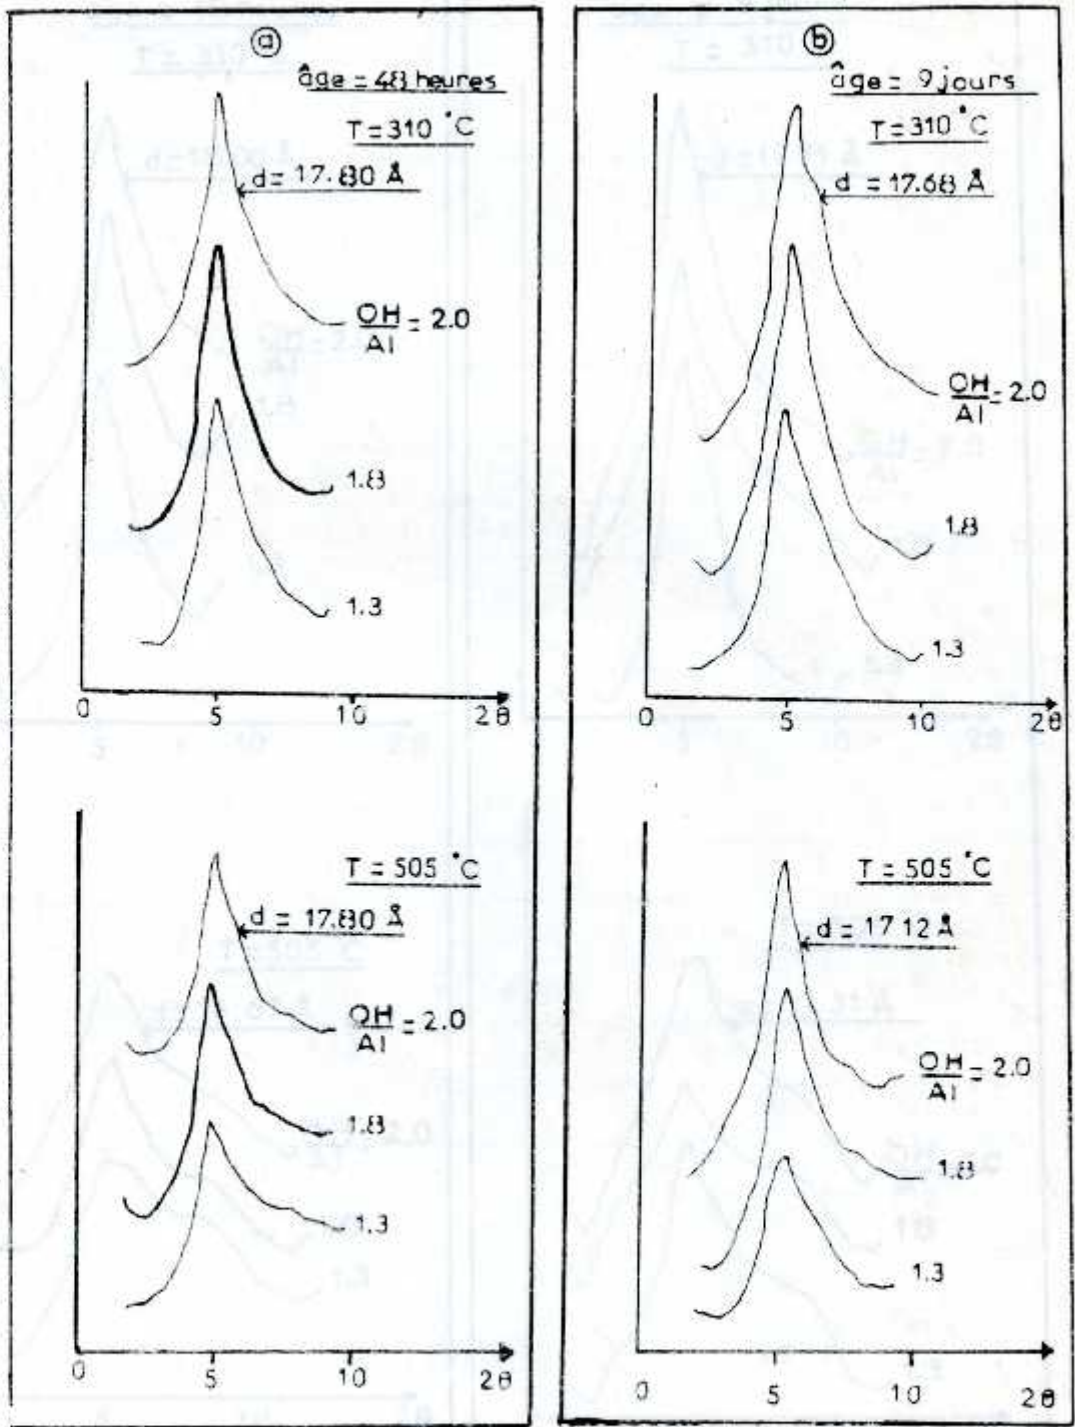 ⓐ
âge = 48 heures
T = 310 °C
d = 17.80 Å
OH/Al = 2.0
1.8
1.3
0 5 10 2θ
T = 505 °C
d = 17.80 Å
OH/Al = 2.0
1.8
1.3
0 5 10 2θ
ⓑ
âge = 9 jours
T = 310 °C
d = 17.68 Å
OH/Al = 2.0
1.8
1.3
0 5 10 2θ
T = 505 °C
d = 17 12 Å
OH/Al = 2.0
1.8
1.3
0 5 10 2θ